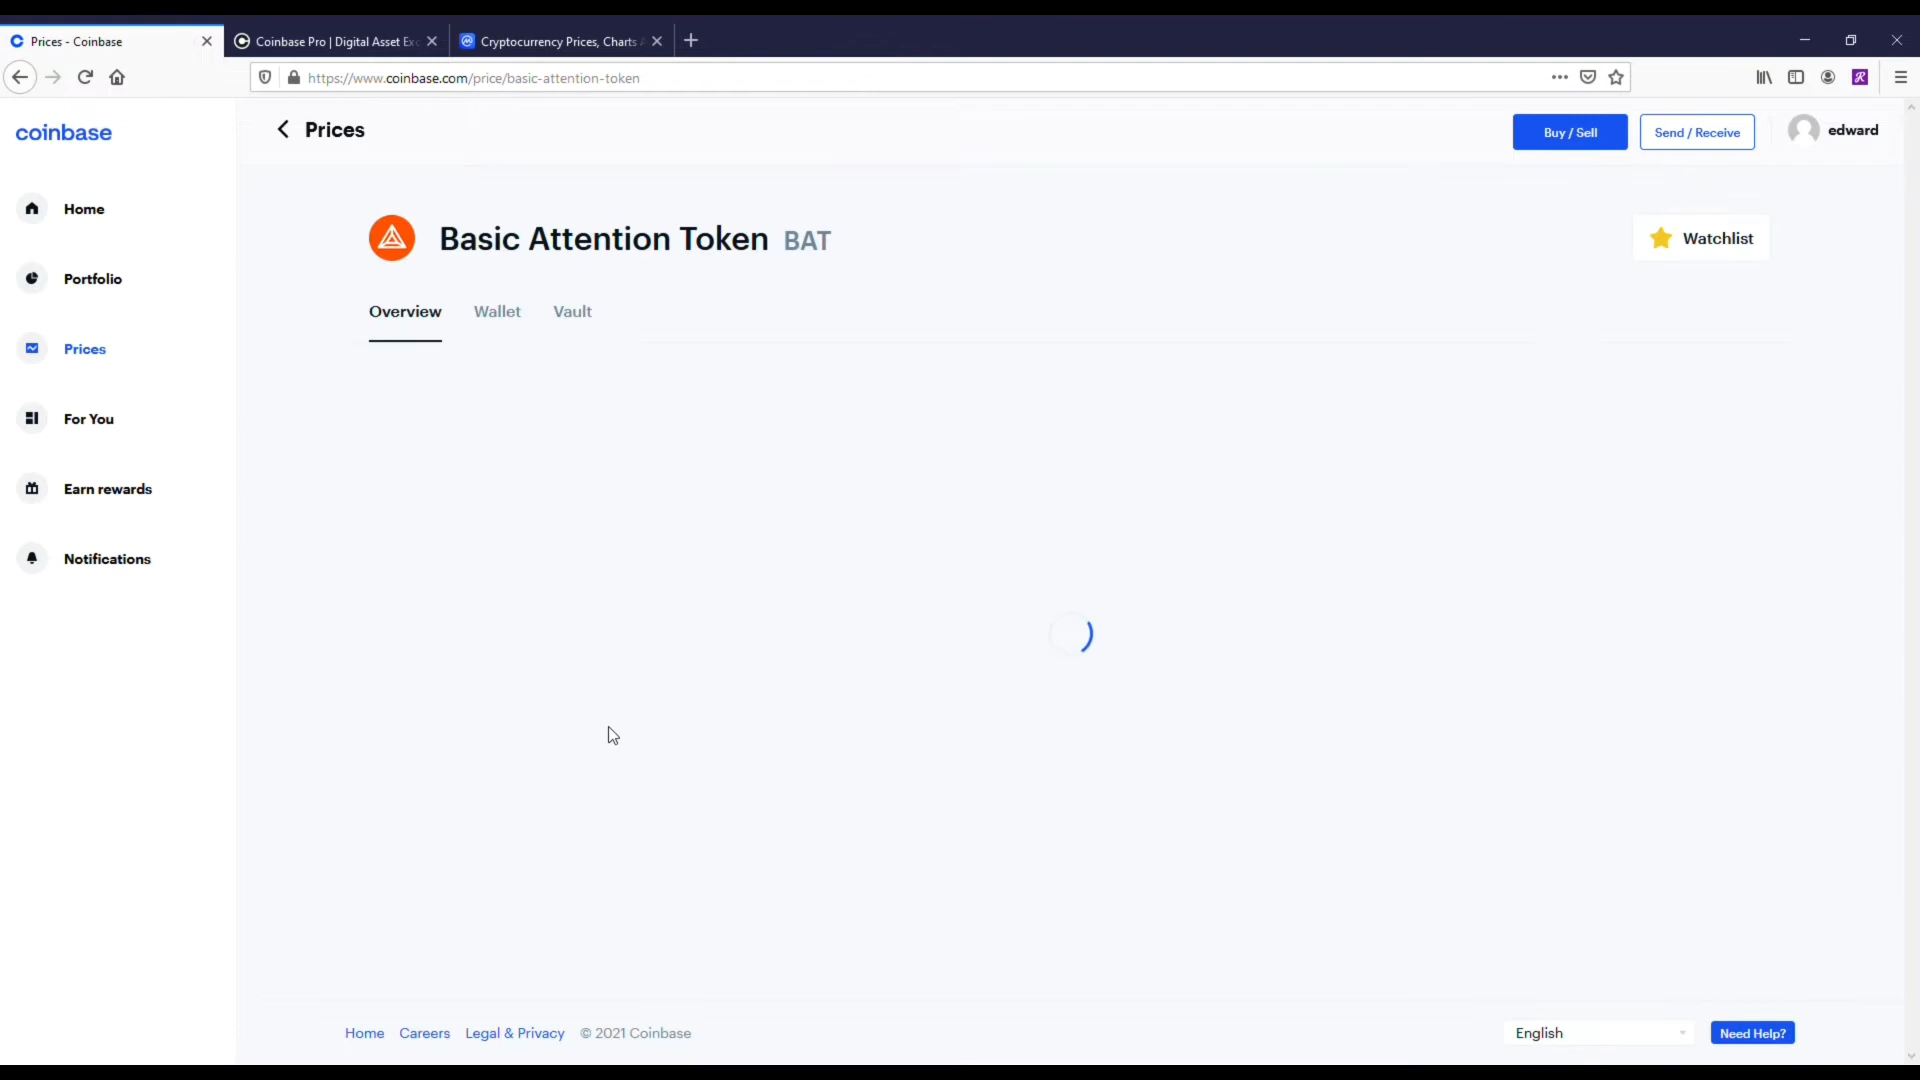 Prices - Coinbase
Coinbase Pro | Digital Asset Exc
Cryptocurrency Prices, Charts
https://www.coinbase.com/price/basic-attention-token
coinbase
Prices
Buy / Sell
Send / Receive
edward
Home
Portfolio
Prices
For You
Earn rewards
Notifications
Basic Attention Token BAT
Watchlist
Overview
Wallet
Vault
Home
Careers
Legal & Privacy
© 2021 Coinbase
English
Need Help?